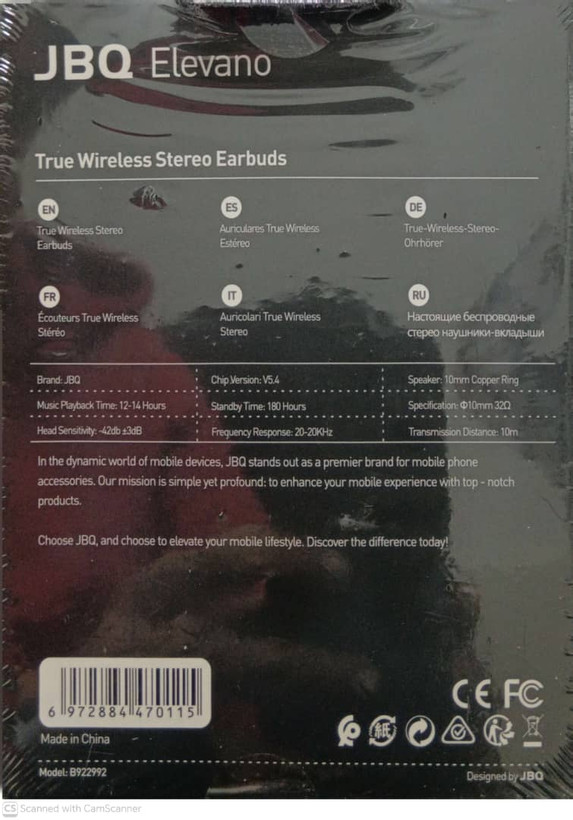 JBQ Elevano
True Wireless Stereo Earbuds
EN
True Wireless Stereo
Earbuds
ES
Auriculares True Wireless
Estéreo
DE
True-Wireless-Stereo-
Ohrhörer
FR
Écouteurs True Wireless
Stéréo
IT
Auricolari True Wireless
Stereo
RU
Настоящие беспроводные
стерео наушники-вкладыши
Brand: JBQ
Chip Version: V5.4
Speaker: 10mm Copper Ring
Music Playback Time: 12-14 Hours
Standby Time: 180 Hours
Specification: Φ10mm 32Ω
Head Sensitivity: -42db ±3dB
Frequency Response: 20-20KHz
Transmission Distance: 10m
In the dynamic world of mobile devices, JBQ stands out as a premier brand for mobile phone
accessories. Our mission is simple yet profound: to enhance your mobile experience with top - notch
products.
Choose JBQ, and choose to elevate your mobile lifestyle. Discover the difference today!
6 972884 470115
CE FC
紙
Made in China
Model: B922992
Designed by JBQ
CS Scanned with CamScanner